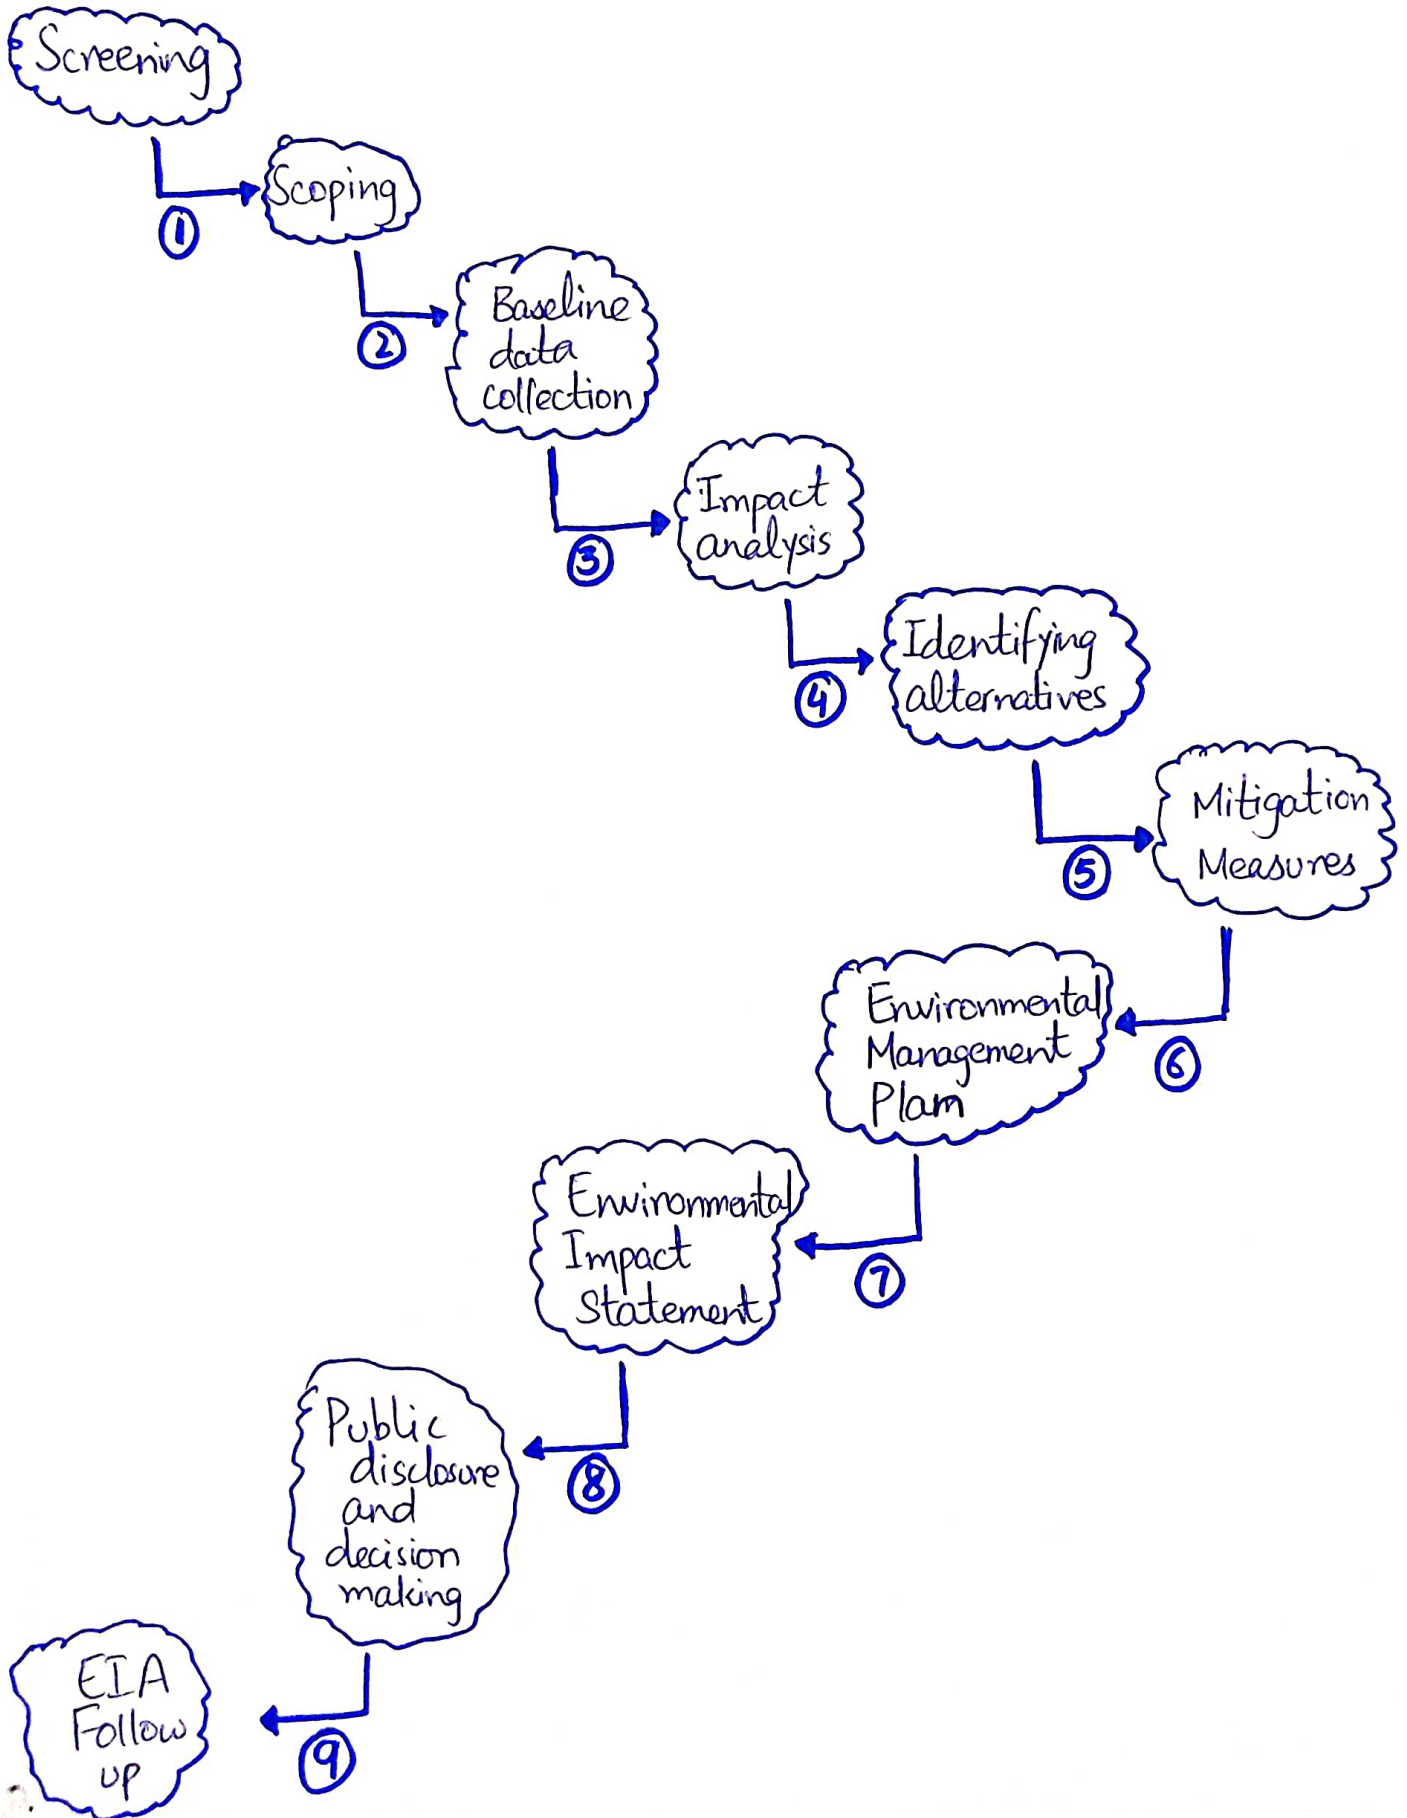 Screening
①
Scoping
②
Baseline
data
collection
③
Impact
analysis
④
Identifying
alternatives
⑤
Mitigation
Measures
⑥
Environmental
Management
Plan
⑦
Environmental
Impact
Statement
⑧
Public
disclosure
and
decision
making
⑨
EIA
Follow
up